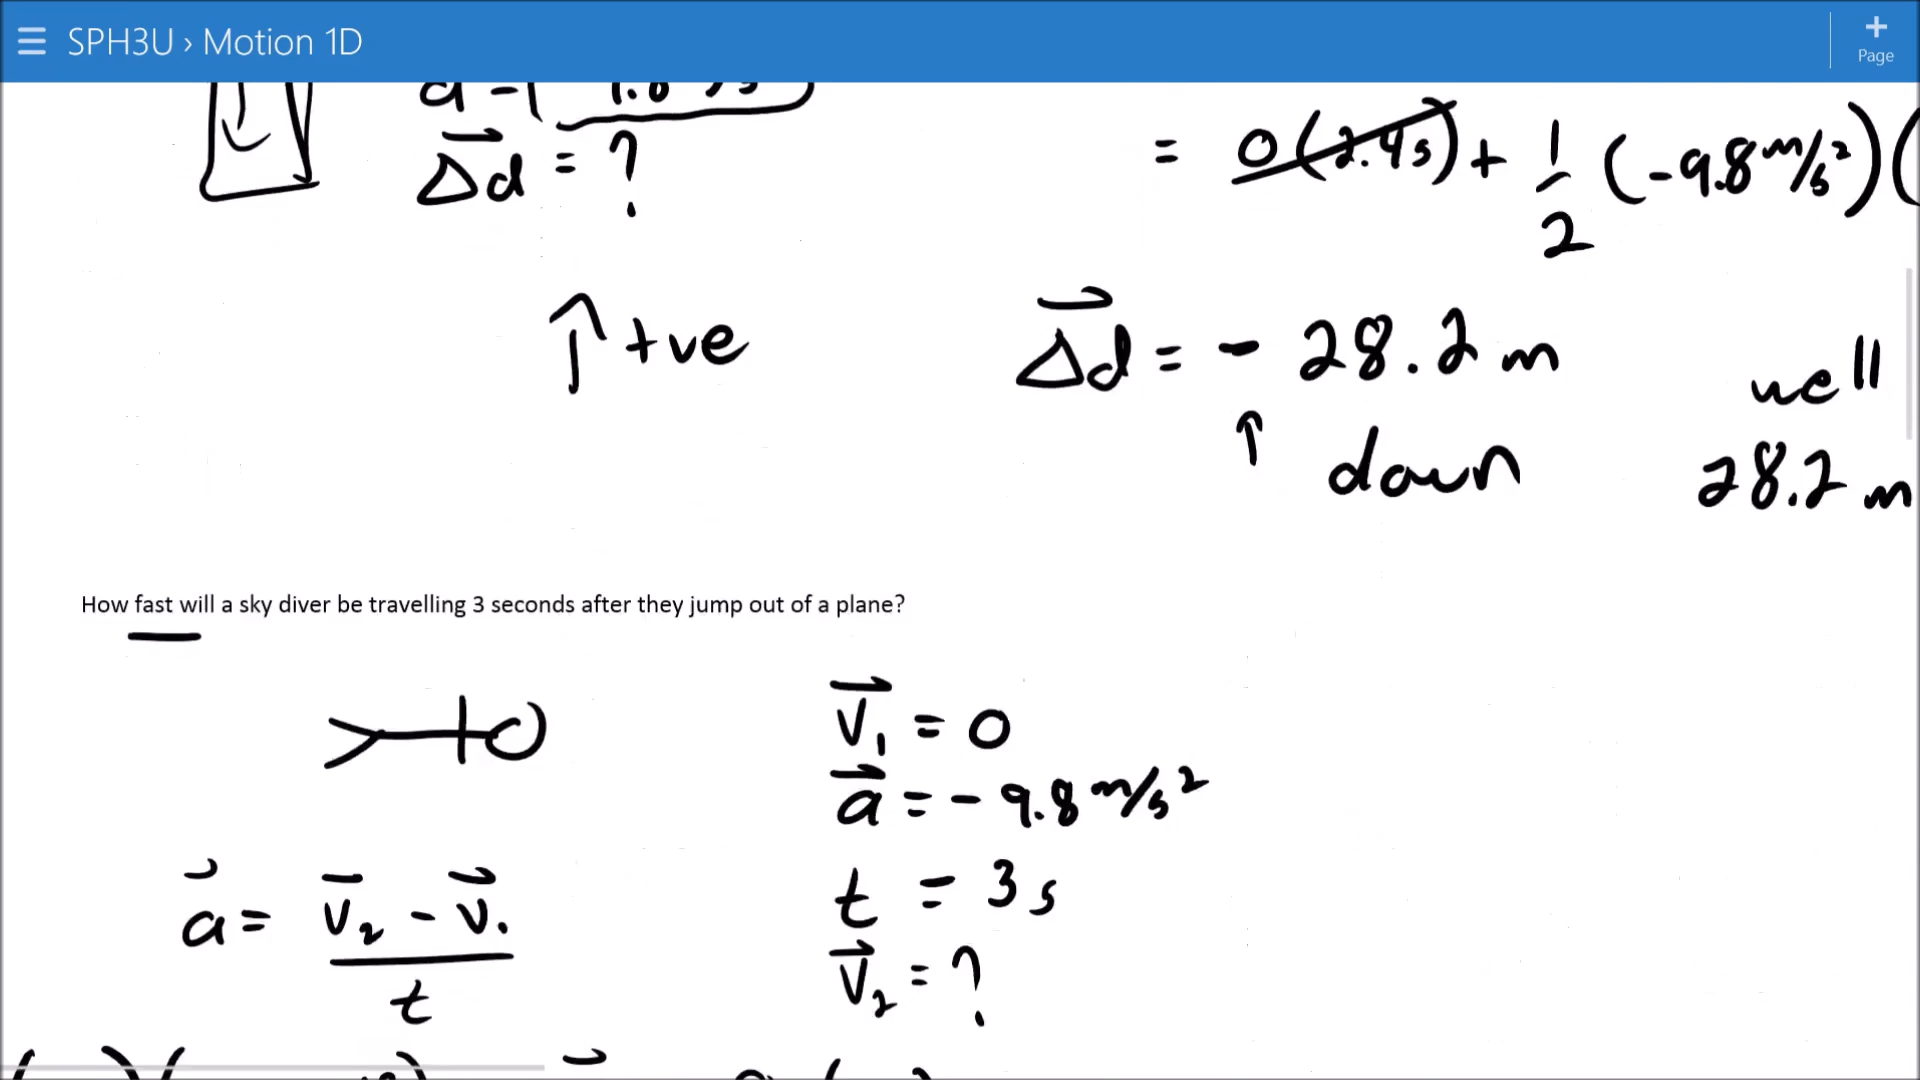 SPH3U › Motion 1D
+
Page
Δd = ?
= 0(2.4s) + 1/2 (-9.8 m/s²)(
↑ +ve
Δd = - 28.2 m
↑ down
well
28.2 m
How fast will a sky diver be travelling 3 seconds after they jump out of a plane?
V₁ = 0
a = - 9.8 m/s²
t = 3s
V₂ = ?
a = V₂ - V₁
t